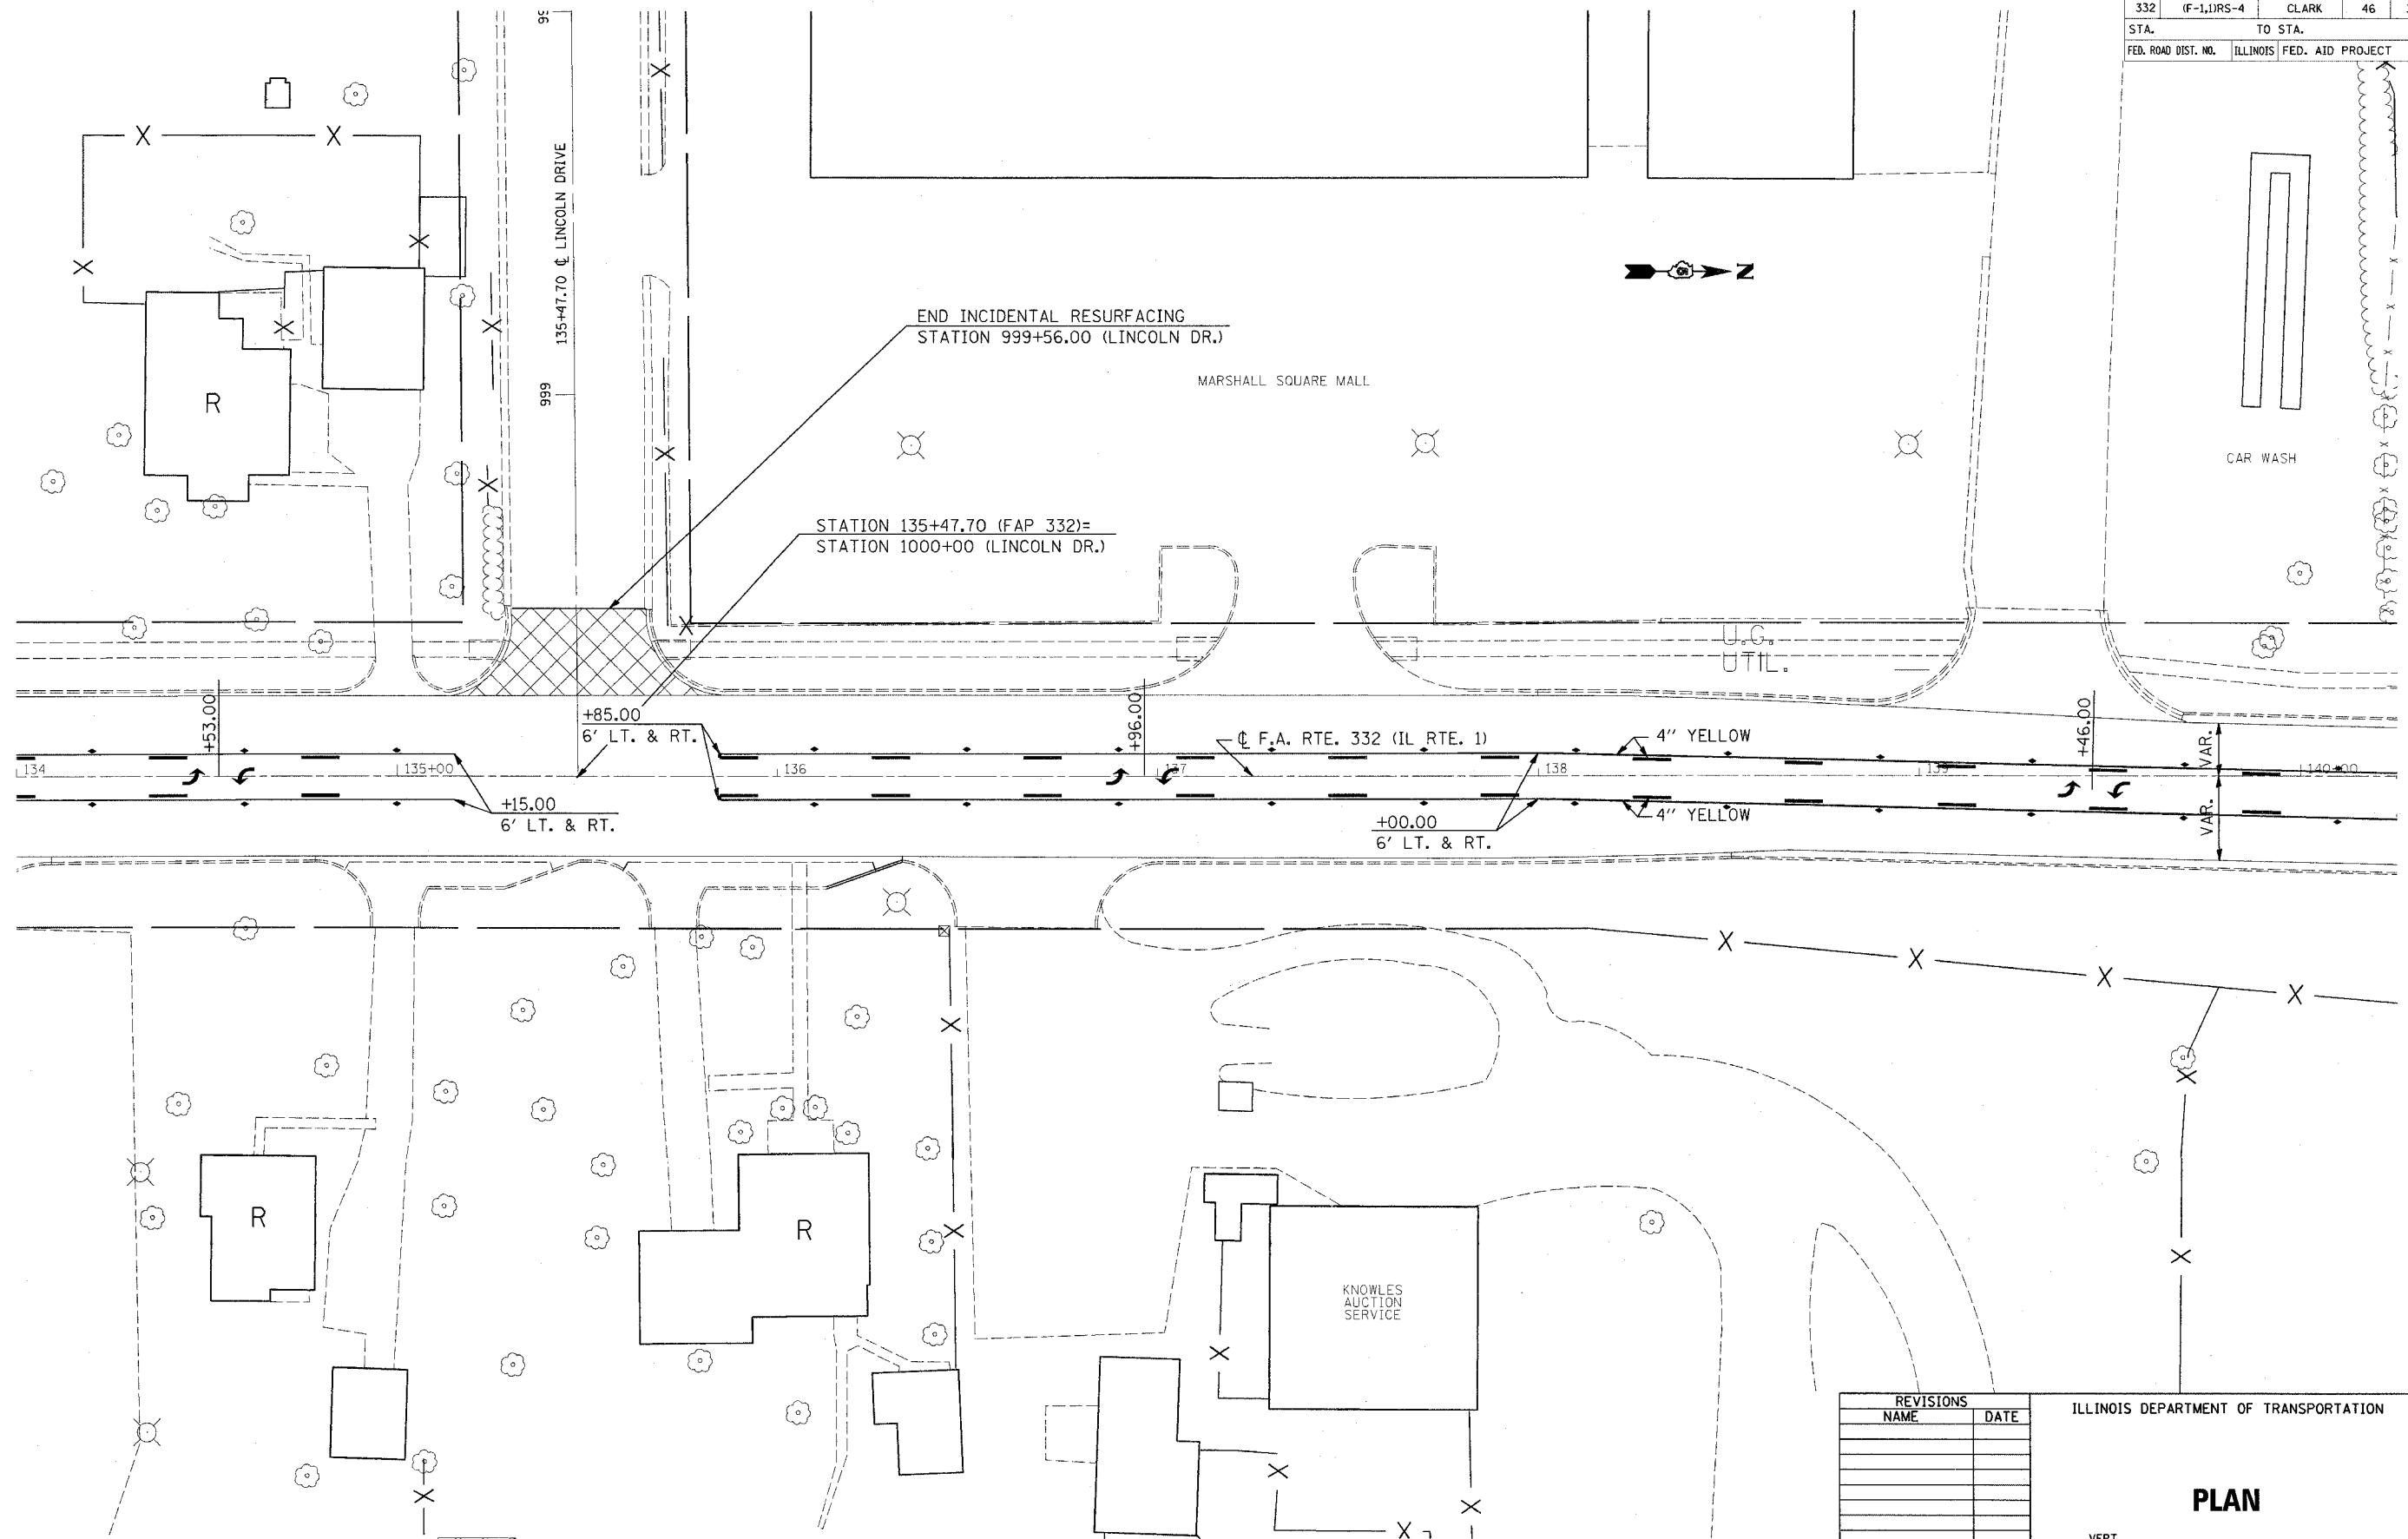 332 (F-1,1)RS-4 CLARK 46
STA. TO STA.
FED. ROAD DIST. NO. ILLINOIS FED. AID PROJECT
135+47.70 ℄ LINCOLN DRIVE
999
N
END INCIDENTAL RESURFACING
STATION 999+56.00 (LINCOLN DR.)
MARSHALL SQUARE MALL
R
CAR WASH
STATION 135+47.70 (FAP 332)=
STATION 1000+00 (LINCOLN DR.)
U.G.
UTIL.
+53.00
+85.00
6' LT. & RT.
+96.00
℄ F.A. RTE. 332 (IL RTE. 1)
4" YELLOW
+46.00
VAR.
134
135+00
136
137
138
139
140+00
+15.00
6' LT. & RT.
+00.00
6' LT. & RT.
4" YELLOW
VAR.
R
R
KNOWLES
AUCTION
SERVICE
REVISIONS
NAME DATE
ILLINOIS DEPARTMENT OF TRANSPORTATION
PLAN
VERT.